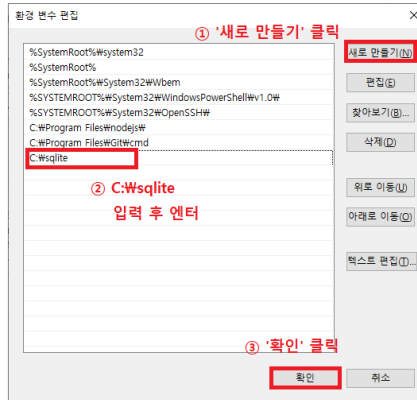 환경 변수 편집
① '새로 만들기' 클릭
%SystemRoot%₩system32
%SystemRoot%
%SystemRoot%₩System32₩Wbem
%SYSTEMROOT%₩System32₩WindowsPowerShell₩v1.0₩
%SYSTEMROOT%₩System32₩OpenSSH₩
C:₩Program Files₩nodejs₩
C:₩Program Files₩Git₩cmd
C:₩sqlite
② C:₩sqlite
입력 후 엔터
새로 만들기(N)
편집(E)
찾아보기(B)...
삭제(D)
위로 이동(U)
아래로 이동(O)
텍스트 편집(T)...
③ '확인' 클릭
확인
취소